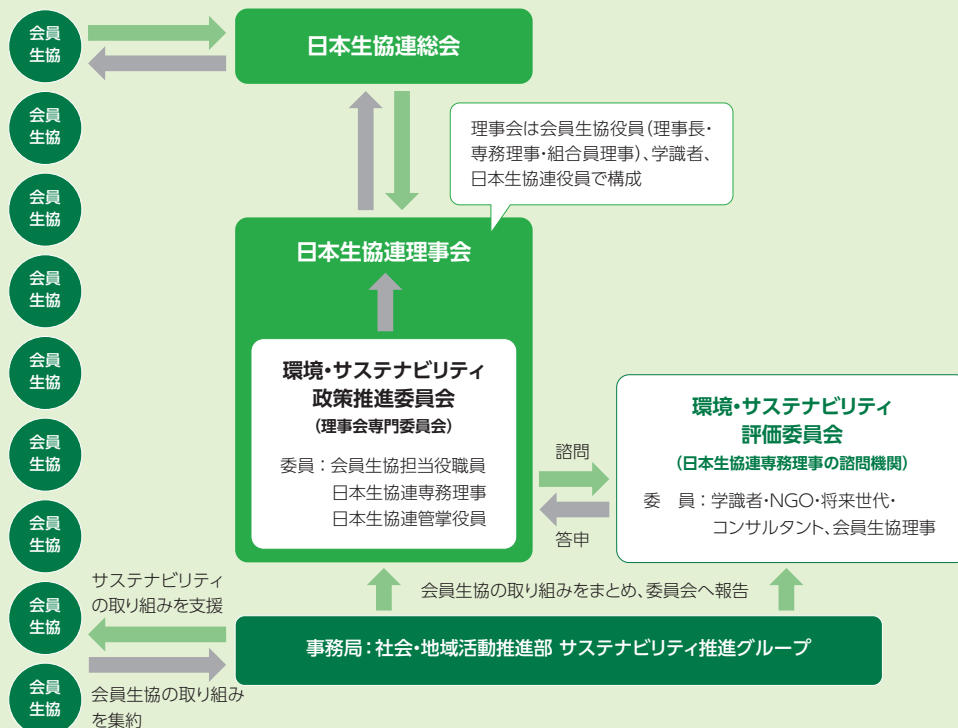 会員
生協
会員
生協
会員
生協
会員
生協
会員
生協
会員
生協
会員
生協
会員
生協
会員
生協
日本生協連総会
理事会は会員生協役員(理事長・
専務理事・組合員理事)、学識者、
日本生協連役員で構成
日本生協連理事会
環境・サステナビリティ
政策推進委員会
(理事会専門委員会)
委員：会員生協担当役職員
日本生協連専務理事
日本生協連管掌役員
諮問
答申
環境・サステナビリティ
評価委員会
(日本生協連専務理事の諮問機関)
委　員：学識者・NGO・将来世代・
コンサルタント、会員生協理事
サステナビリティ
の取り組みを支援
会員生協の取り組みをまとめ、委員会へ報告
事務局：社会・地域活動推進部 サステナビリティ推進グループ
会員生協の取り組み
を集約